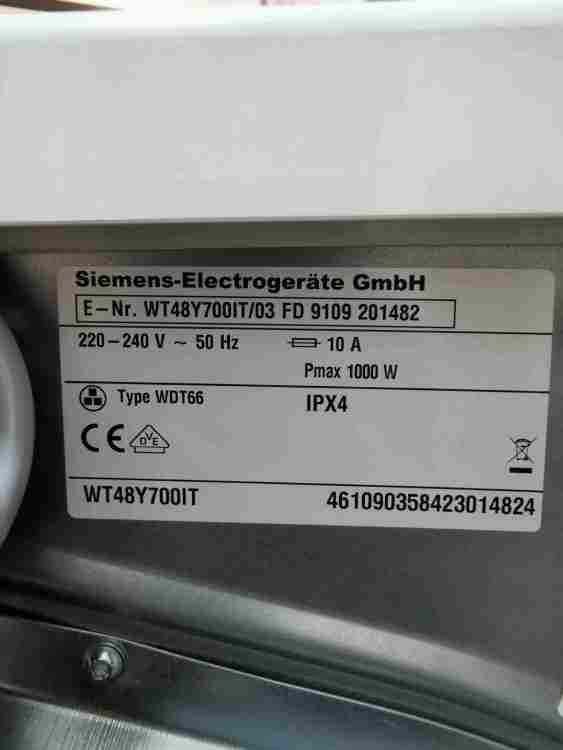 Siemens-Electrogeräte GmbH
E-Nr. WT48Y700IT/03 FD 9109 201482
220-240 V ~ 50 Hz 10 A
Pmax 1000 W
Type WDT66 IPX4
CE DVE
WT48Y700IT 461090358423014824